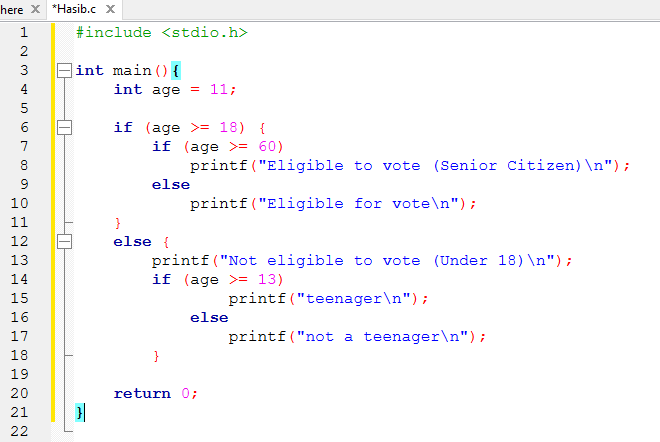 here X *Hasib.c X
1 #include <stdio.h>
2
3 int main(){
4     int age = 11;
5
6     if (age >= 18) {
7         if (age >= 60)
8             printf("Eligible to vote (Senior Citizen)\n");
9         else
10             printf("Eligible for vote\n");
11     }
12     else {
13         printf("Not eligible to vote (Under 18)\n");
14         if (age >= 13)
15                 printf("teenager\n");
16             else
17                 printf("not a teenager\n");
18         }
19
20     return 0;
21 }
22